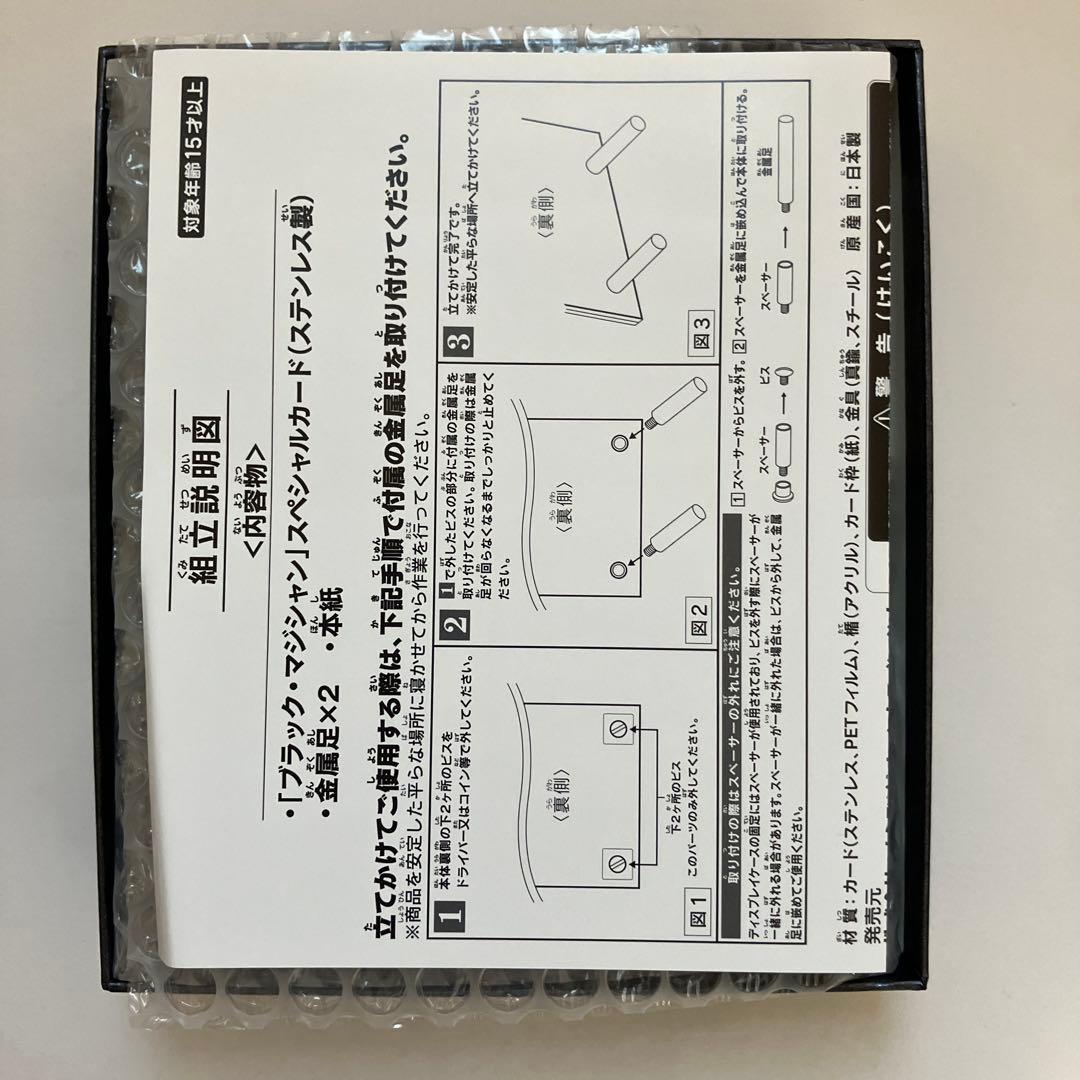 対象年齢15才以上
組立説明図
<内容物>
・「ブラック・マジシャン」スペシャルカード(ステンレス製)
・金属足×2 ・本紙
立てかけてご使用する際は、下記手順で付属の金属足を取り付けてください。
※商品を安定した平らな場所に寝かせてから作業を行ってください。
1 本体裏側の下2ヶ所のビスを
ドライバー又はコイン等で外してください。
〈裏側〉
下2ヶ所のビス
このパーツのみ外してください。
図1
2 1で外したビスの部分に付属の金属足を
取り付けてください。取り付けの際は金属
足が回らなくなるまでしっかりと止めてく
ださい。
〈裏側〉
図2
3 立てかけて完了です。
※安定した平らな場所へ立てかけてください。
〈裏側〉
図3
取り付けの際はスペーサーの外れにご注意ください。
ディスプレイケースの固定にはスペーサーが使用されており、ビスを外す際にスペーサーが
一緒に外れる場合があります。スペーサーが一緒に外れた場合は、ビスから外して、金属
足に嵌めてご使用ください。
1 スペーサーからビスを外す。
スペーサー
スペーサー
ビス
2 スペーサーを金属足に嵌め込んで本体に取り付ける。
スペーサー
金属足
材質:カード(ステンレス、PETフィルム)、楯(アクリル)、カード枠(紙)、金具(真鍮、スチール) 原産国:日本製
発売元
警告(けいこく)